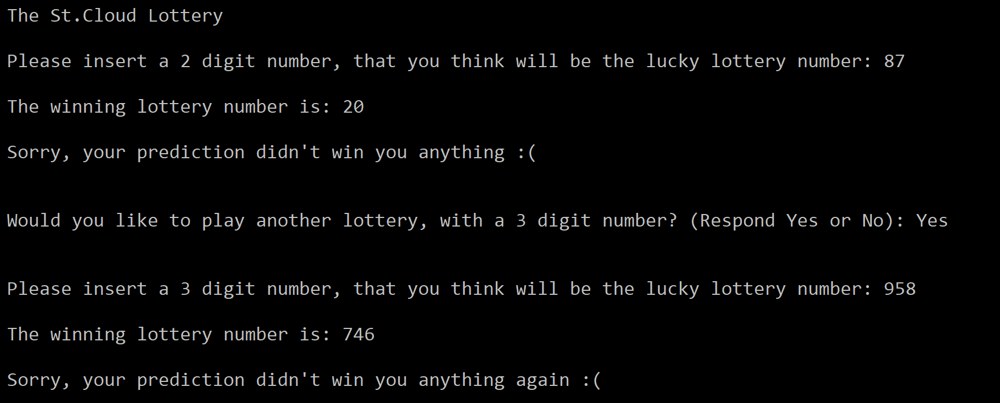 The St.Cloud Lottery
Please insert a 2 digit number, that you think will be the lucky lottery number: 87
The winning lottery number is: 20
Sorry, your prediction didn't win you anything :(
Would you like to play another lottery, with a 3 digit number? (Respond Yes or No): Yes
Please insert a 3 digit number, that you think will be the lucky lottery number: 958
The winning lottery number is: 746
Sorry, your prediction didn't win you anything again :(